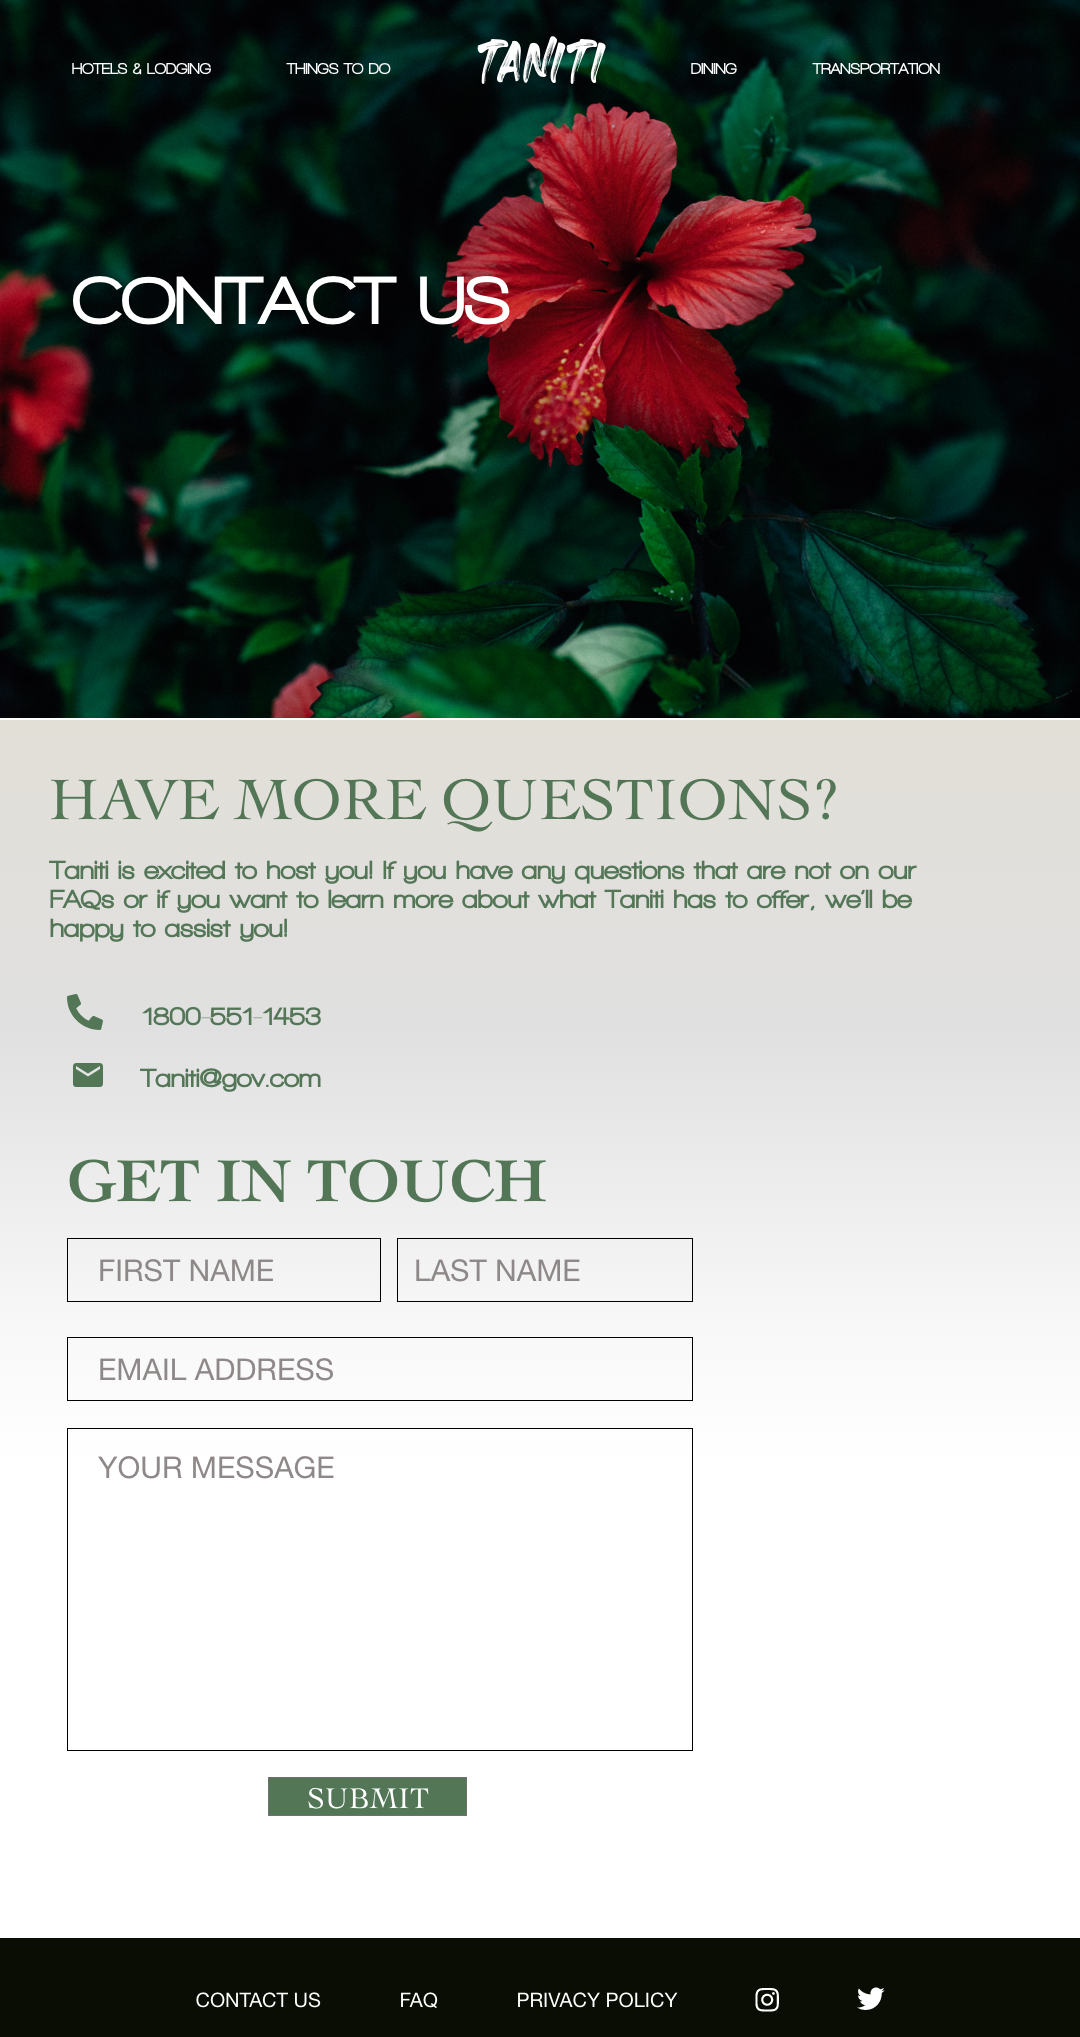 HOTELS & LODGING THINGS TO DO TANITI DINING TRANSPORTATION
CONTACT US
HAVE MORE QUESTIONS?
Taniti is excited to host you! If you have any questions that are not on our
FAQs or if you want to learn more about what Taniti has to offer, we'll be
happy to assist you!
1800-551-1453
Taniti@gov.com
GET IN TOUCH
FIRST NAME LAST NAME
EMAIL ADDRESS
YOUR MESSAGE
SUBMIT
CONTACT US FAQ PRIVACY POLICY